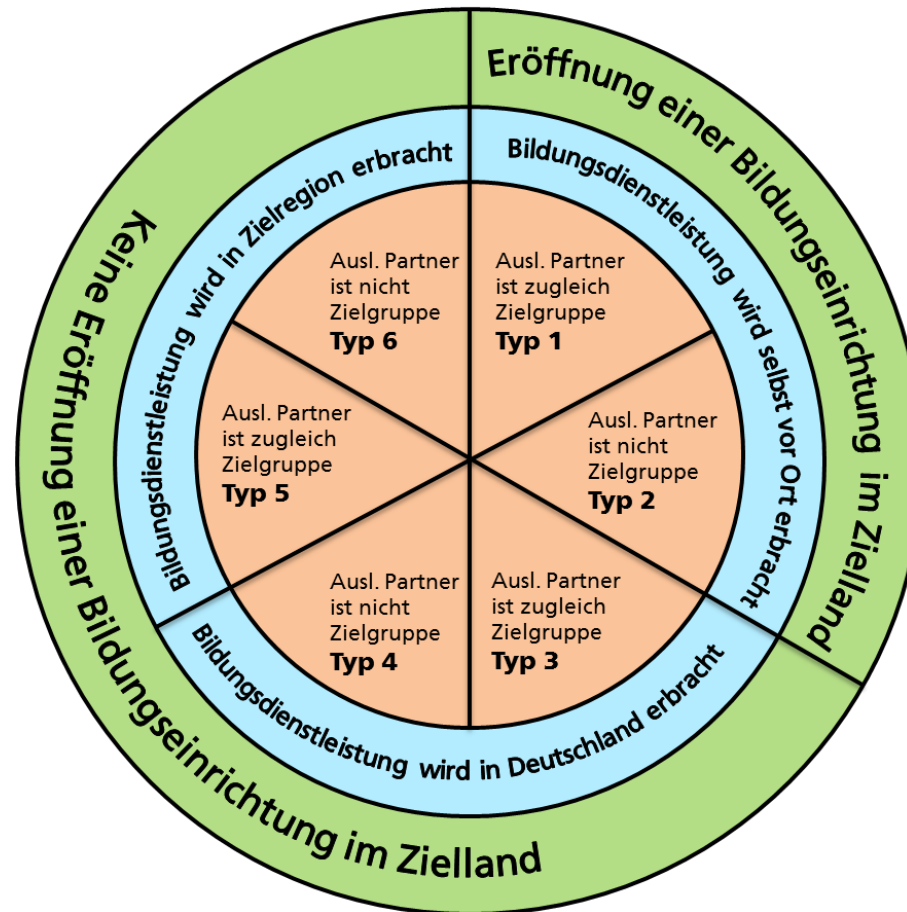 Eröffnung einer Bildungseinrichtung im Zielland
Keine Eröffnung einer Bildungseinrichtung im Zielland
Bildungsdienstleistung wird selbst vor Ort erbracht
Bildungsdienstleistung wird in Deutschland erbracht
Bildungsdienstleistung wird in Zielregion erbracht
Ausl. Partner
ist zugleich
Zielgruppe
Typ 1
Ausl. Partner
ist nicht
Zielgruppe
Typ 2
Ausl. Partner
ist zugleich
Zielgruppe
Typ 3
Ausl. Partner
ist nicht
Zielgruppe
Typ 4
Ausl. Partner
ist zugleich
Zielgruppe
Typ 5
Ausl. Partner
ist nicht
Zielgruppe
Typ 6